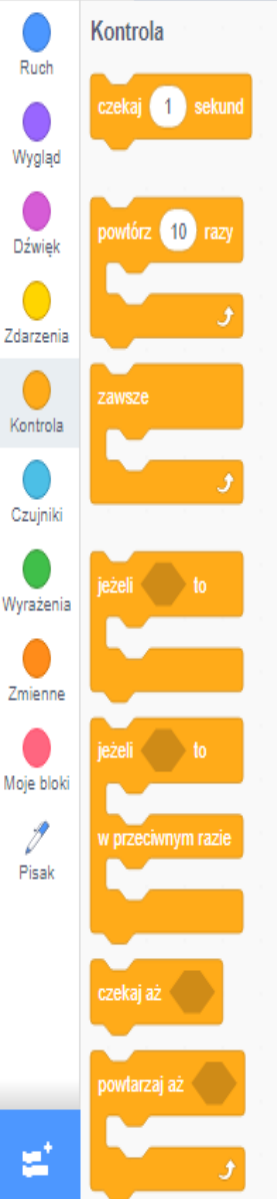 Ruch
Wygląd
Dźwięk
Zdarzenia
Kontrola
Czujniki
Wyrażenia
Zmienne
Moje bloki
Pisak
Kontrola
czekaj 1 sekund
powtórz 10 razy
zawsze
jeżeli to
jeżeli to
w przeciwnym razie
czekaj aż
powtarzaj aż